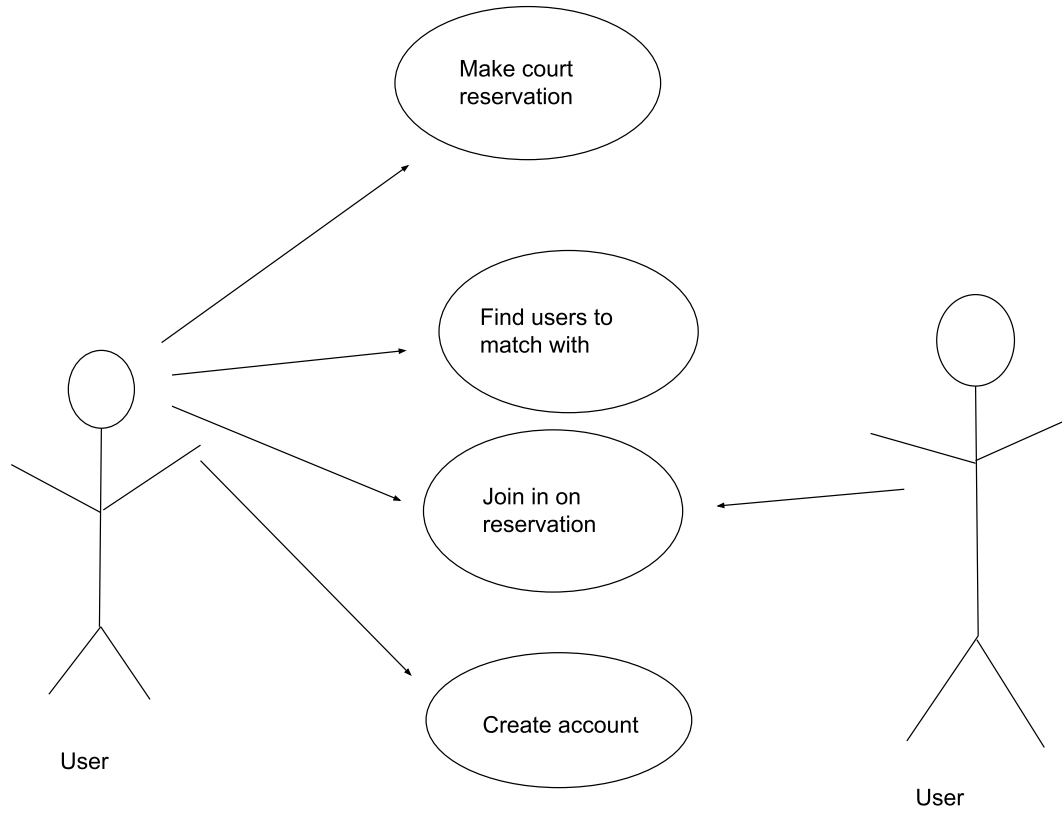 Make court
reservation
Find users to
match with
Join in on
reservation
Create account
User
User